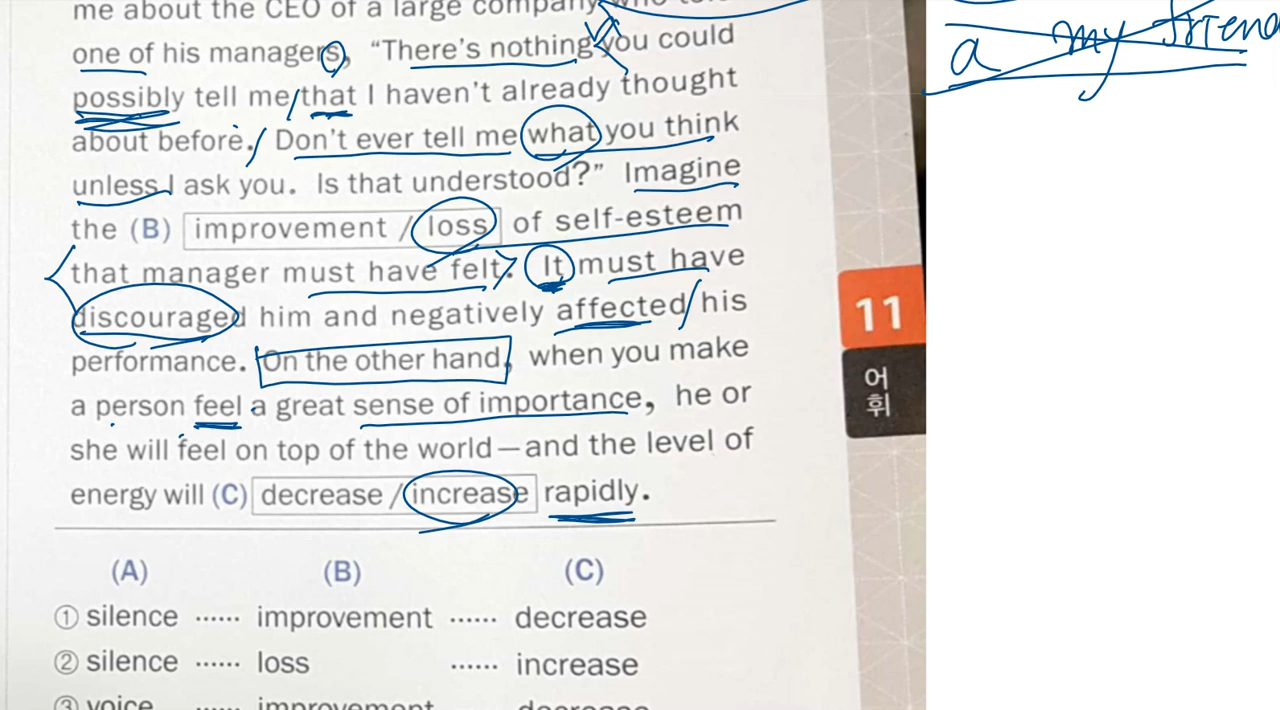 me about the CEO of a large company,
one of his managers, "There's nothing you could
possibly tell me that I haven't already thought
about before. Don't ever tell me what you think
unless I ask you. Is that understood?" Imagine
the (B) improvement / loss of self-esteem
that manager must have felt. It must have
discouraged him and negatively affected his
performance. On the other hand, when you make
a person feel a great sense of importance, he or
she will feel on top of the world—and the level of
energy will (C) decrease / increase rapidly.
(A) (B) (C)
① silence ...... improvement ...... decrease
② silence ...... loss ...... increase
③ voice ...... improvement ...... decrease
a my friend
11
어
휘